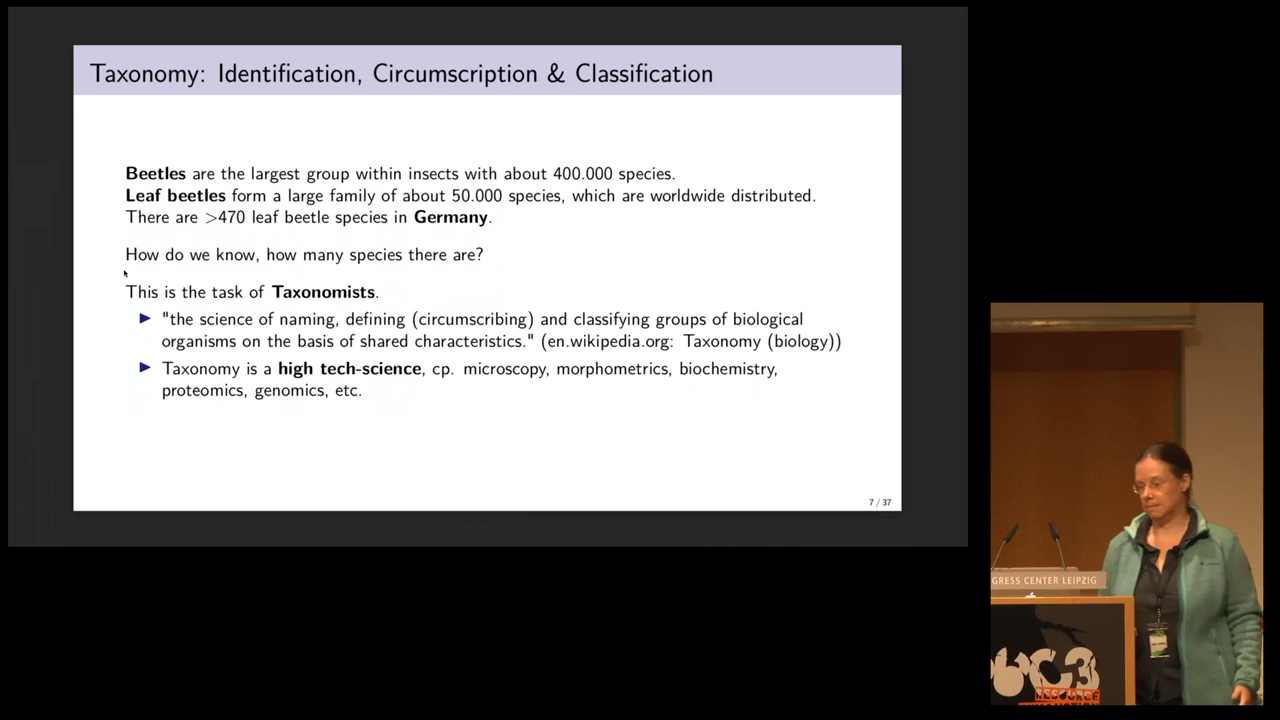 Taxonomy: Identification, Circumscription & Classification
Beetles are the largest group within insects with about 400.000 species.
Leaf beetles form a large family of about 50.000 species, which are worldwide distributed.
There are >470 leaf beetle species in Germany.
How do we know, how many species there are?
This is the task of Taxonomists.
▶ "the science of naming, defining (circumscribing) and classifying groups of biological
organisms on the basis of shared characteristics." (en.wikipedia.org: Taxonomy (biology))
▶ Taxonomy is a high tech-science, cp. microscopy, morphometrics, biochemistry,
proteomics, genomics, etc.
7 / 37
GRESS CENTER LEIPZIG
36C3
RESOURCE